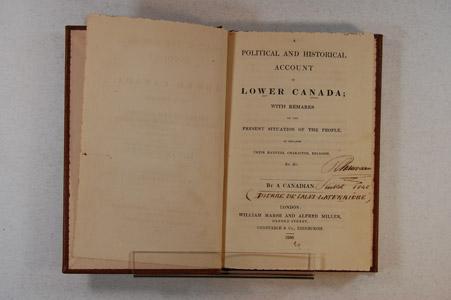 A
POLITICAL AND HISTORICAL
ACCOUNT
OF
LOWER CANADA;
WITH REMARKS
ON THE
PRESENT SITUATION OF THE PEOPLE,
AS REGARDS
THEIR MANNERS, CHARACTER, RELIGION,
&c. &c.
BY A CANADIAN.
(PIERRE DE SALES LATERRIERE)
LONDON:
WILLIAM MARSH AND ALFRED MILLER,
OXFORD STREET.
CONSTABLE & Co., EDINBURGH.
1830